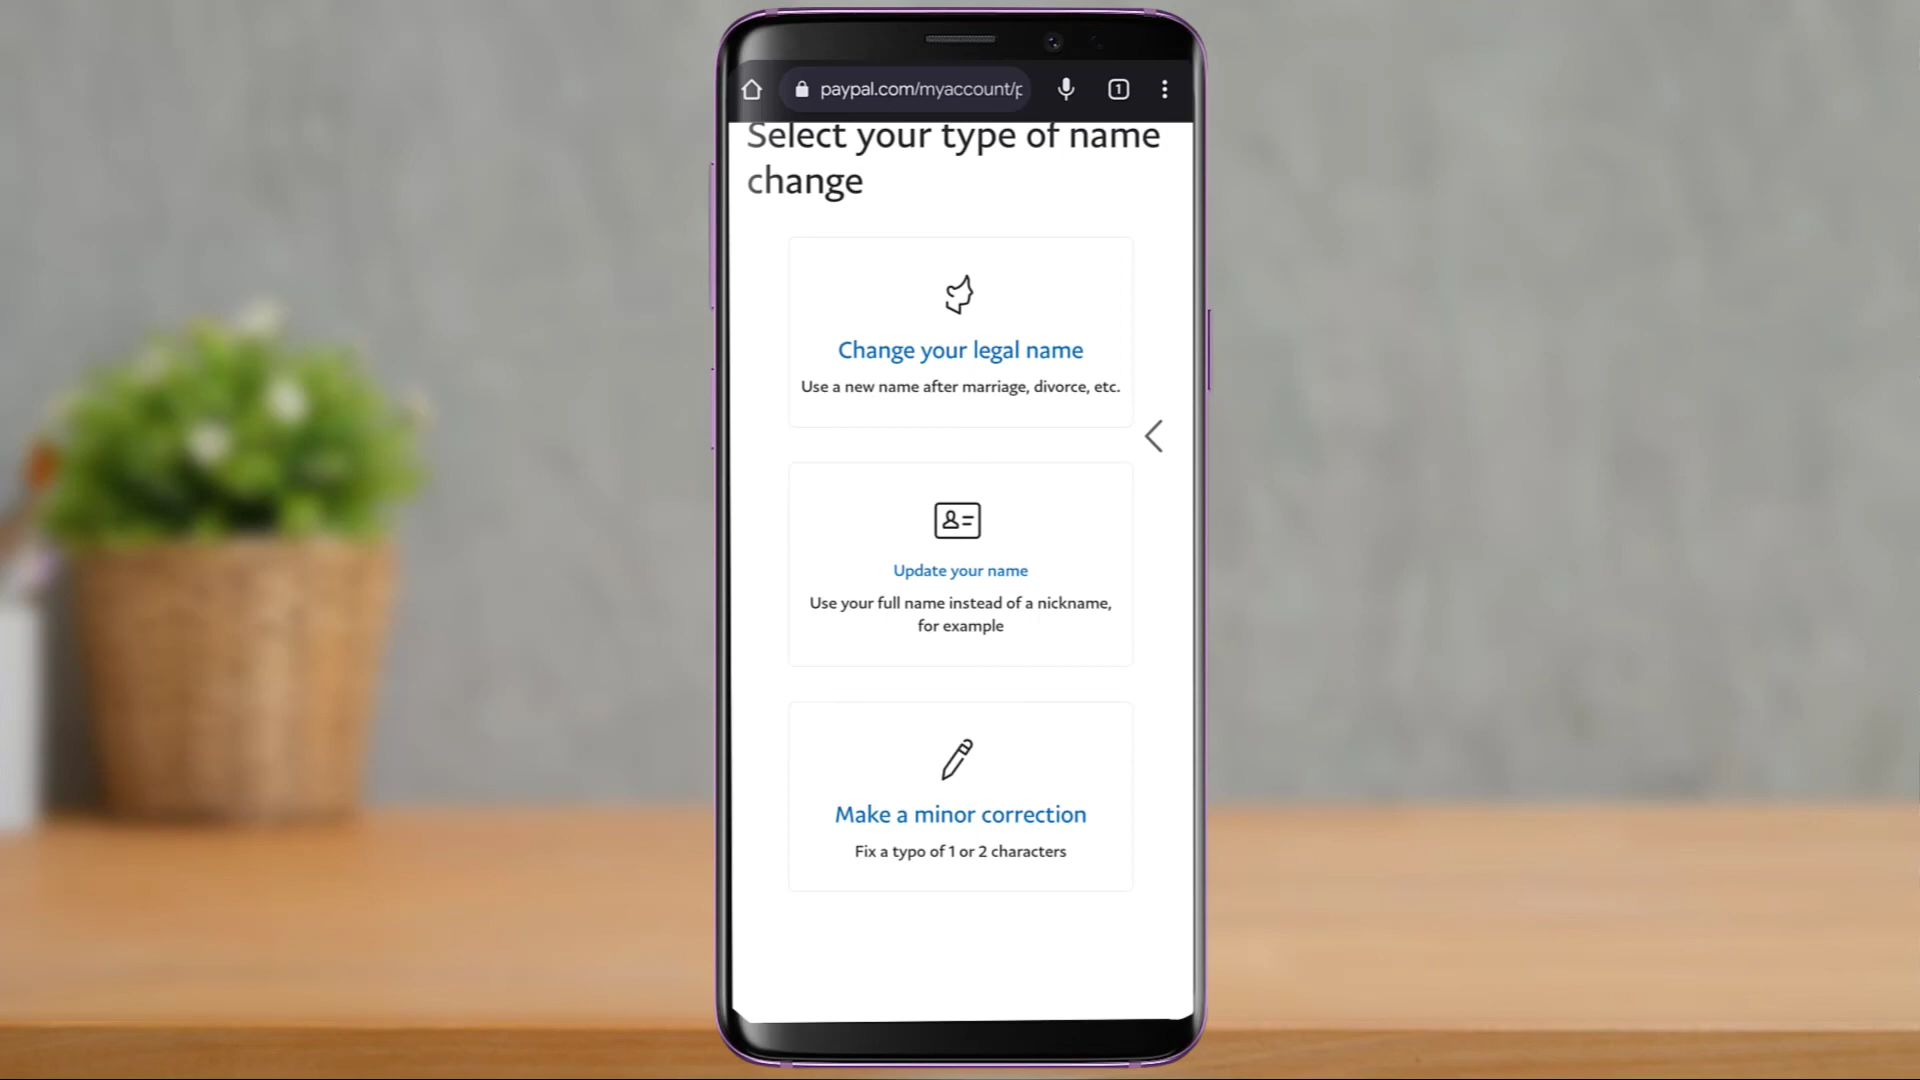 paypal.com/myaccount/p
1
Select your type of name
change
Change your legal name
Use a new name after marriage, divorce, etc.
Update your name
Use your full name instead of a nickname,
for example
Make a minor correction
Fix a typo of 1 or 2 characters